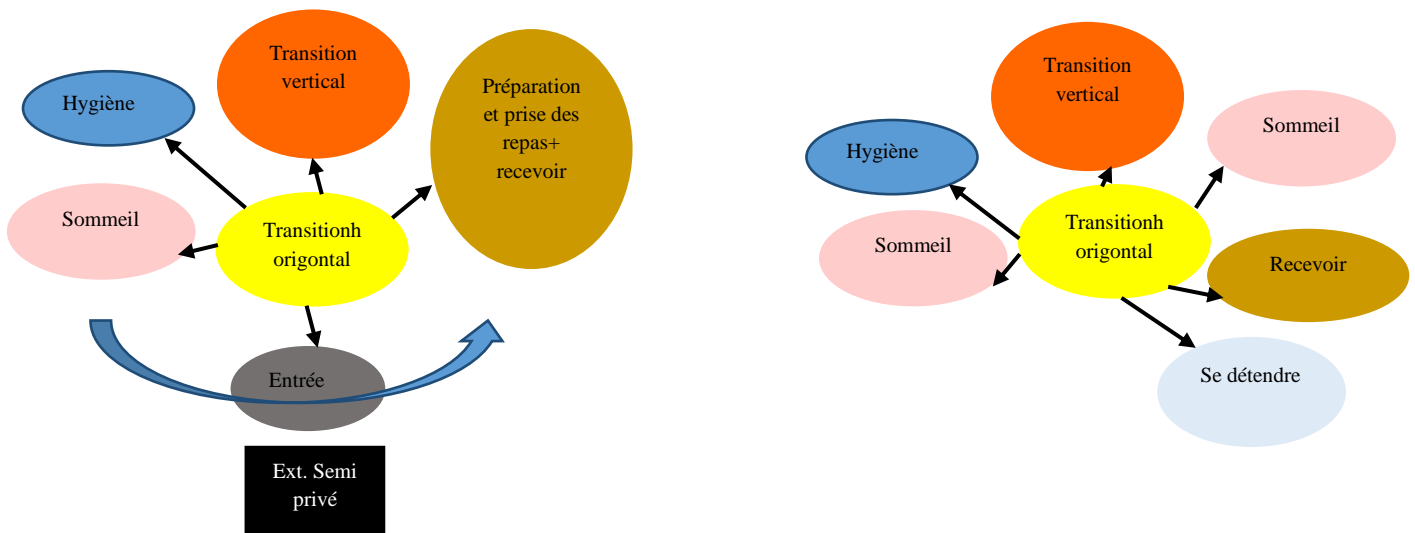 Transition
vertical
Hygiène
Préparation
et prise des
repas+
recevoir
Sommeil
Transitionh
origontal
Entrée
Ext. Semi
privé
Transition
vertical
Sommeil
Hygiène
Sommeil
Transitionh
origontal
Recevoir
Se détendre